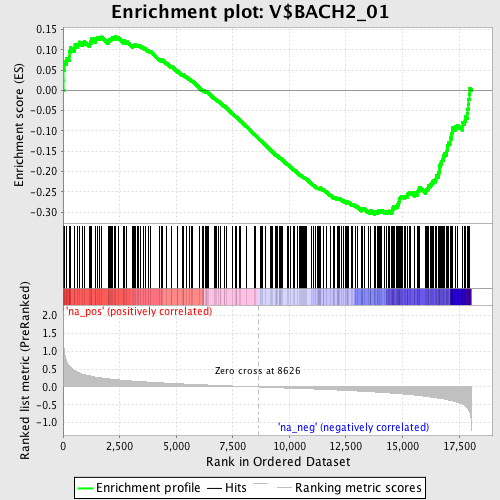 Enrichment plot: V$BACH2_01
Enrichment score (ES)
0.15
0.10
0.05
0.00
-0.05
-0.10
-0.15
-0.20
-0.25
-0.30
'na_pos' (positively correlated)
Ranked list metric (PreRanked)
2.0
1.5
1.0
0.5
0.0
-0.5
-1.0
Zero cross at 8626
'na_neg' (negatively correlated)
0
2,500
5,000
7,500
10,000
12,500
15,000
17,500
Rank in Ordered Dataset
Enrichment profile
Hits
Ranking metric scores